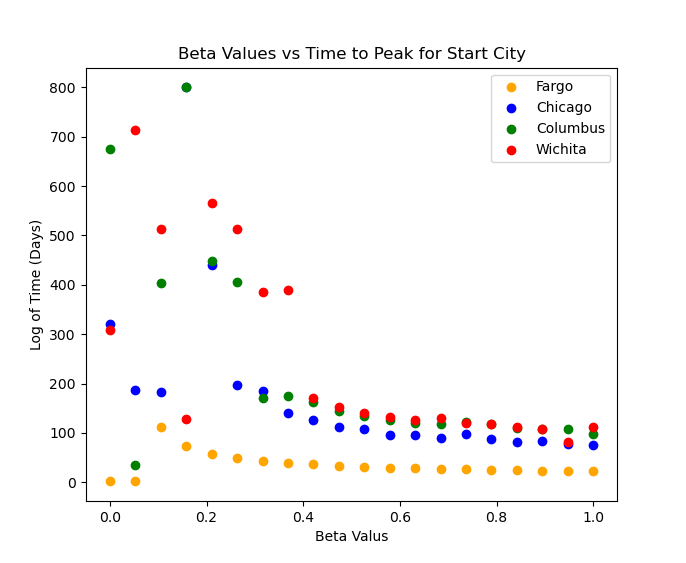 Beta Values vs Time to Peak for Start City
Fargo
Chicago
Columbus
Wichita
Log of Time (Days)
800
700
600
500
400
300
200
100
0
0.0 0.2 0.4 0.6 0.8 1.0
Beta Valus